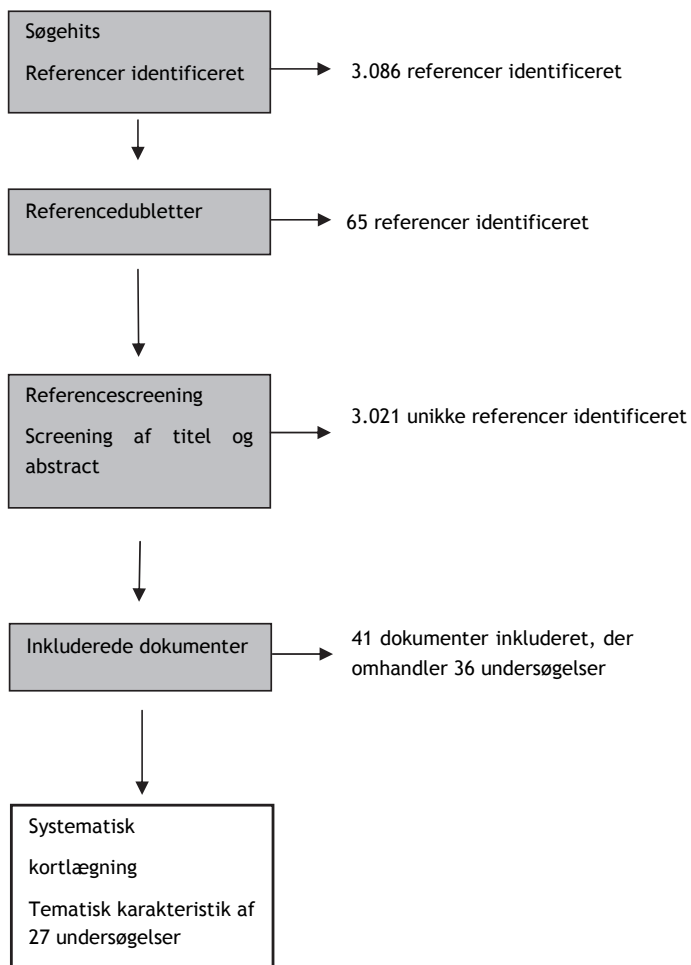 Søgehits
Referencer identificeret
3.086 referencer identificeret
Referencedubletter
65 referencer identificeret
Referencescreening
Screening af titel og
abstract
3.021 unikke referencer identificeret
Inkluderede dokumenter
41 dokumenter inkluderet, der
omhandler 36 undersøgelser
Systematisk
kortlægning
Tematisk karakteristik af
27 undersøgelser